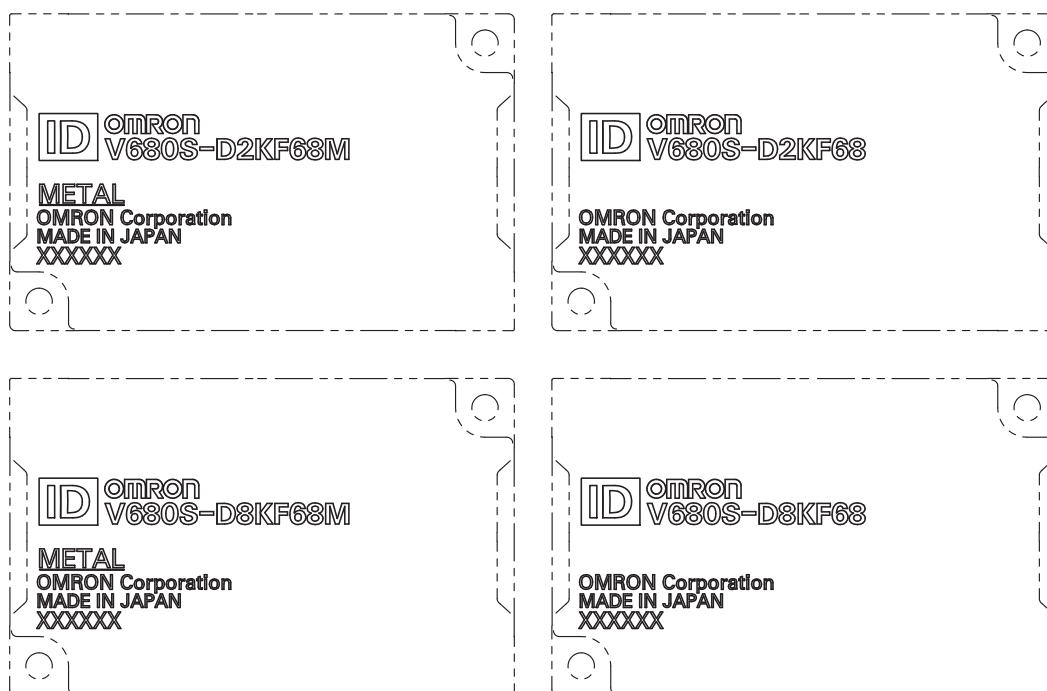 ID omron
V680S-D2KF68M
METAL
OMRON Corporation
MADE IN JAPAN
XXXXXX
ID omron
V680S-D2KF68
OMRON Corporation
MADE IN JAPAN
XXXXXX
ID omron
V680S-D8KF68M
METAL
OMRON Corporation
MADE IN JAPAN
XXXXXX
ID omron
V680S-D8KF68
OMRON Corporation
MADE IN JAPAN
XXXXXX